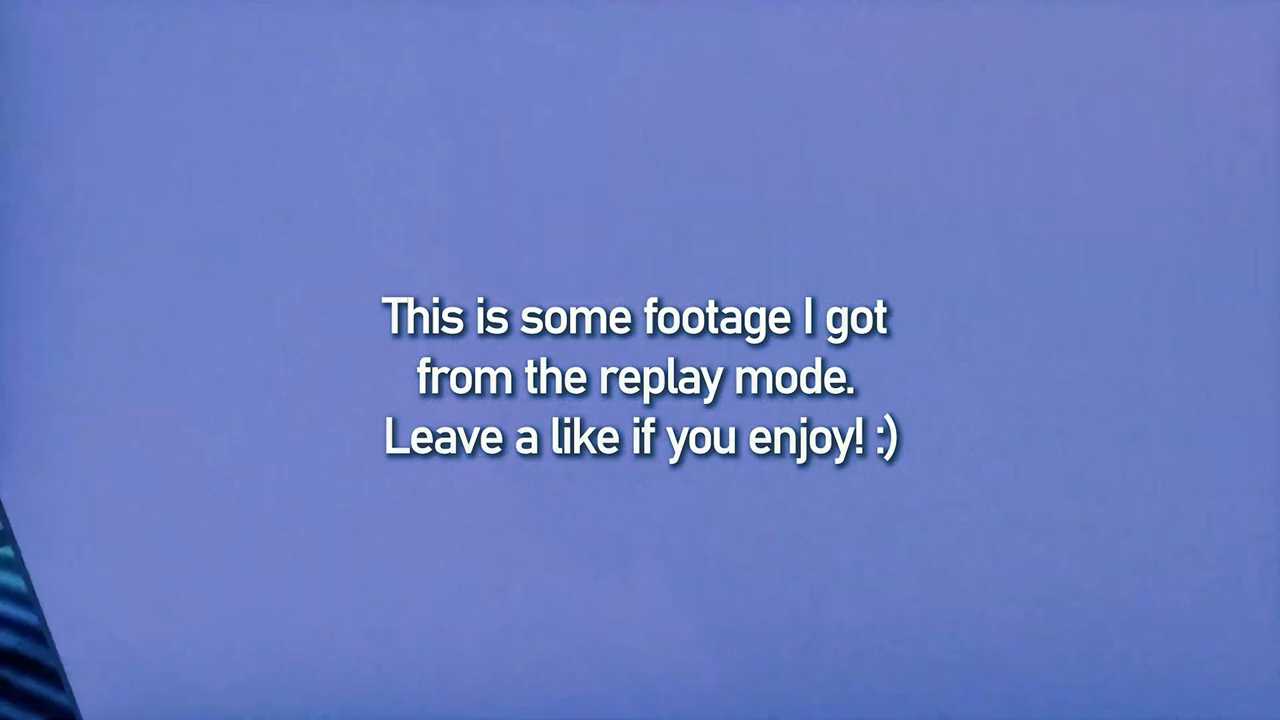 This is some footage I got
from the replay mode.
Leave a like if you enjoy! :)